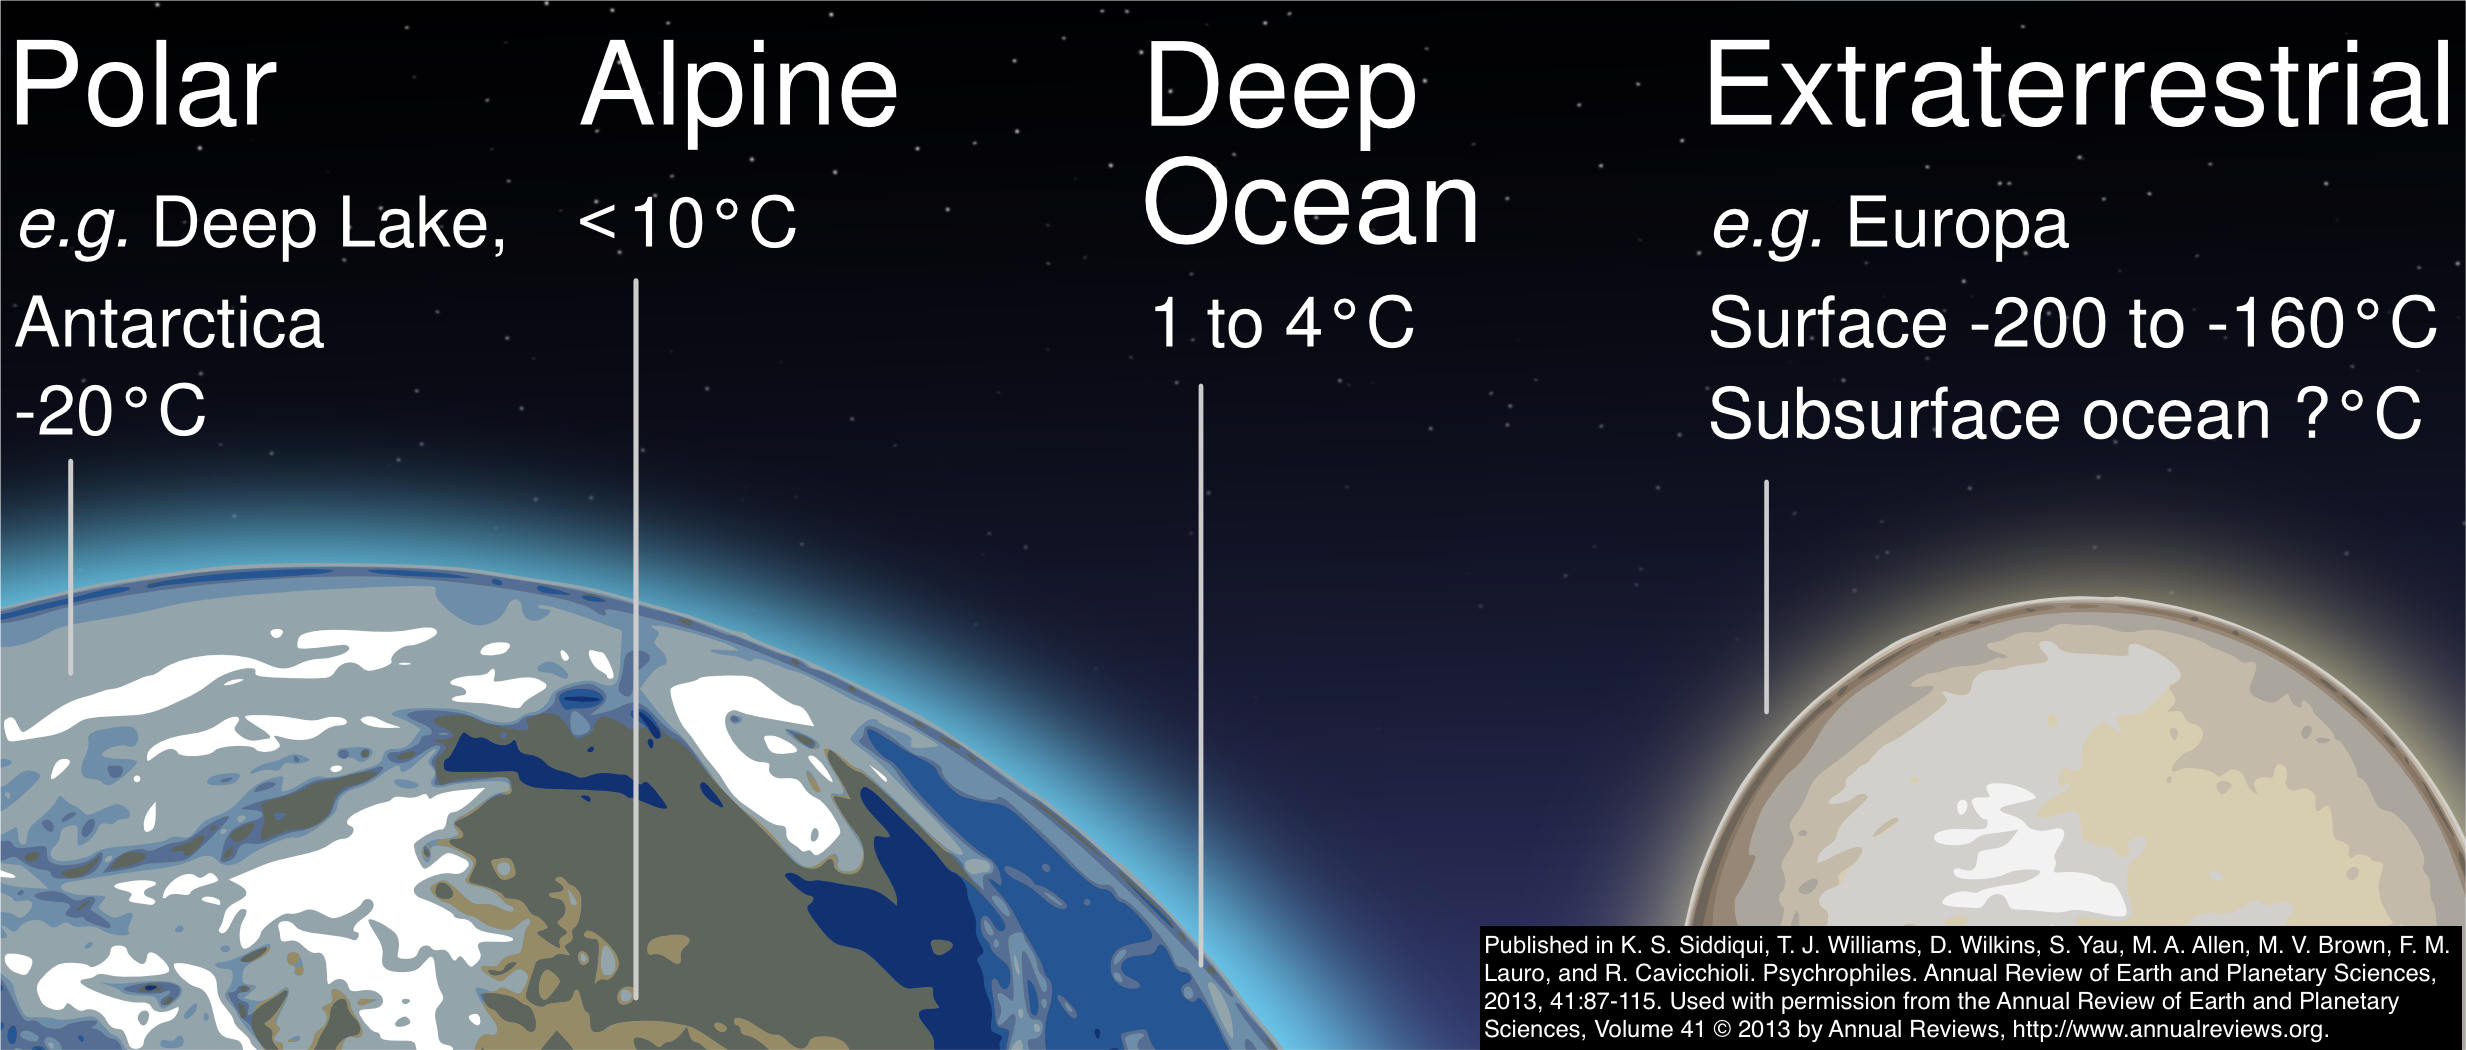 Polar
e.g. Deep Lake,
Antarctica
-20°C
Alpine
<10°C
Deep
Ocean
1 to 4°C
Extraterrestrial
e.g. Europa
Surface -200 to -160°C
Subsurface ocean ?°C
Published in K. S. Siddiqui, T. J. Williams, D. Wilkins, S. Yau, M. A. Allen, M. V. Brown, F. M.
Lauro, and R. Cavicchioli. Psychrophiles. Annual Review of Earth and Planetary Sciences,
2013, 41:87-115. Used with permission from the Annual Review of Earth and Planetary
Sciences, Volume 41 © 2013 by Annual Reviews, http://www.annualreviews.org.